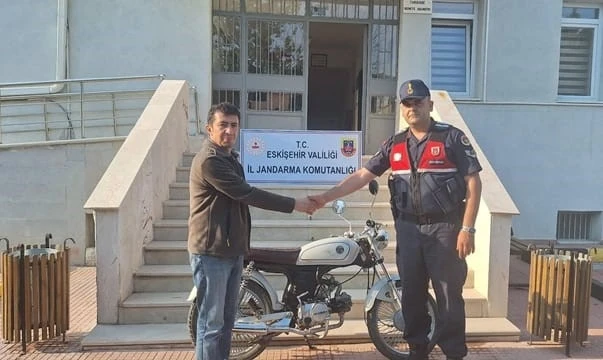 T.C.
ESKİŞEHİR VALİLİĞİ
İL JANDARMA KOMUTANLIĞI